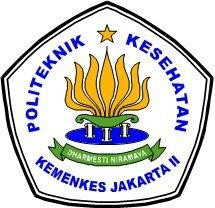 POLITEKNIK KESEHATAN
DHARMESTI NIRAMAYA
KEMENKES JAKARTA II